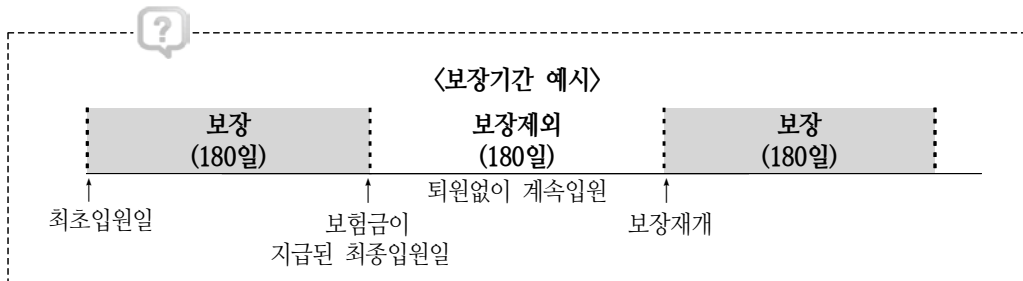 ?
<보장기간 예시>
보장 보장제외 보장
(180일) (180일) (180일)
퇴원없이 계속입원
최초입원일 보험금이 보장재개
지급된 최종입원일